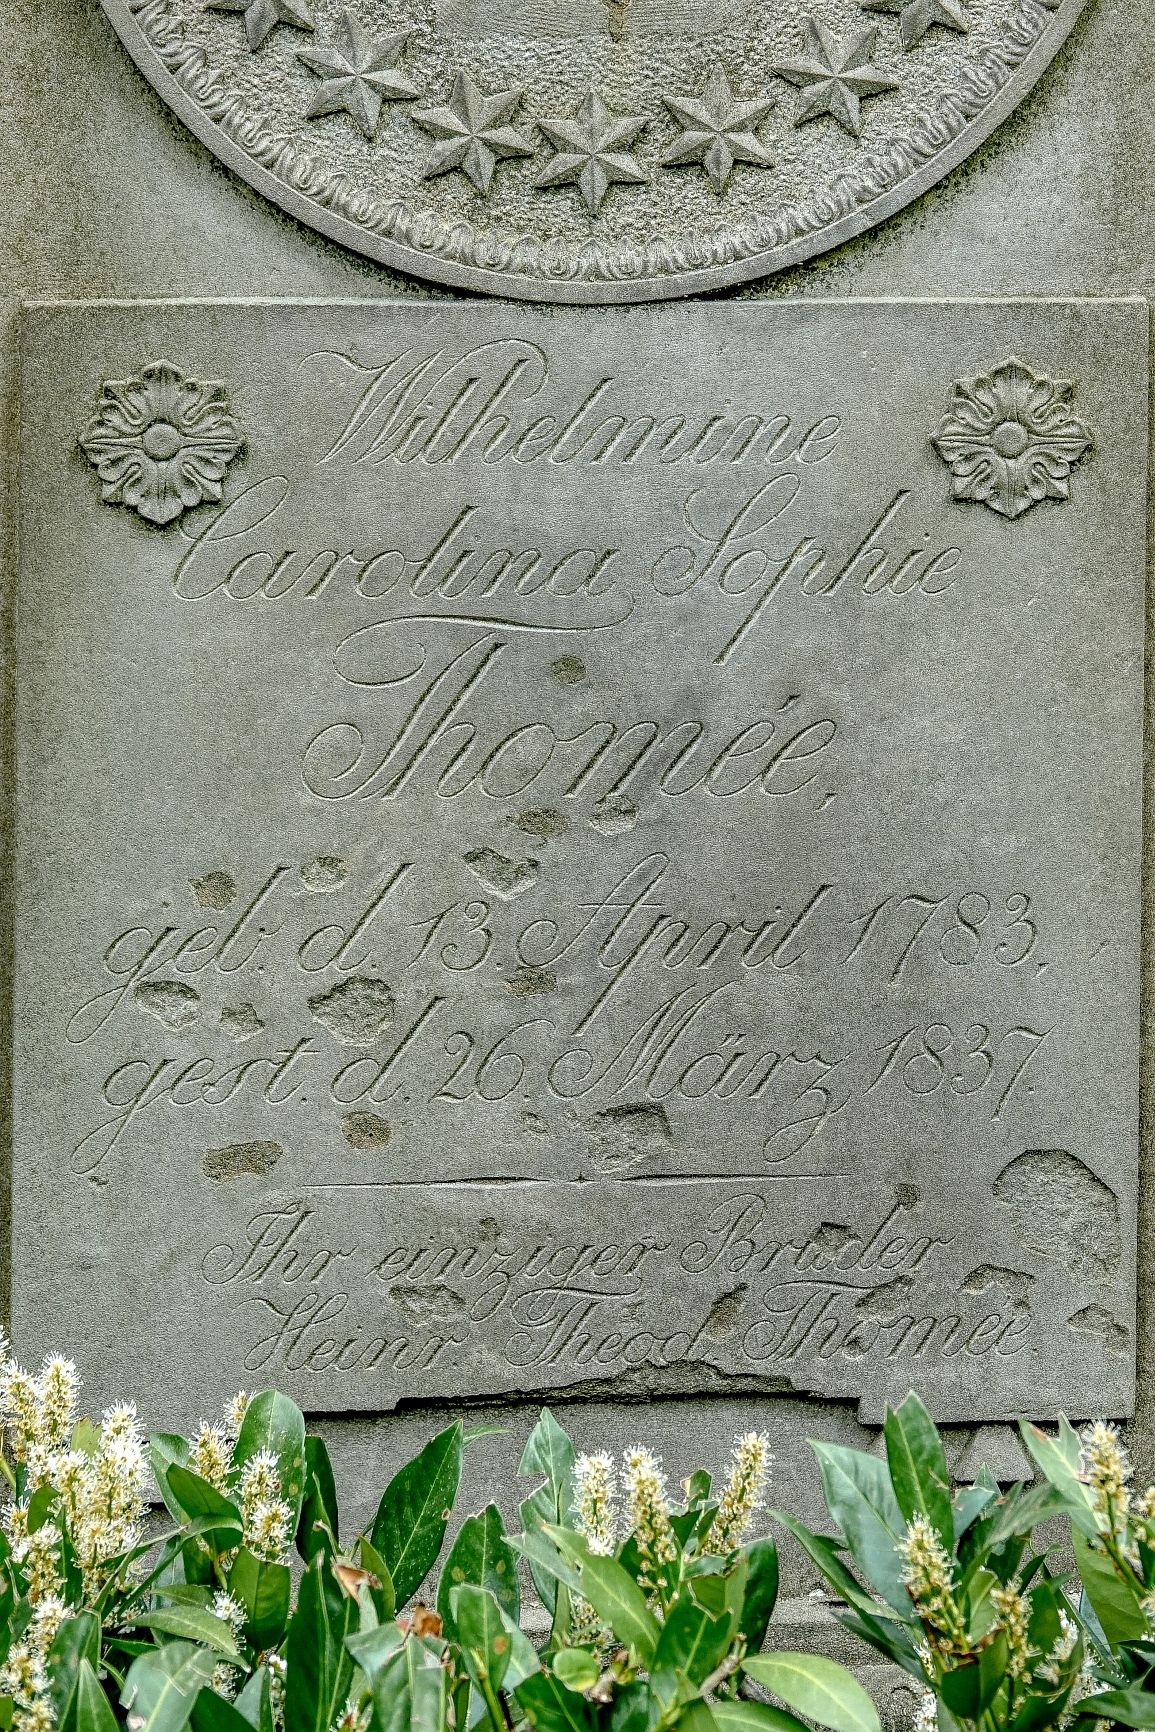 Wilhelmine
Carolina Sophie
Thomée,
geb. d. 13. April 1783,
gest. d. 26. März 1837.
Ihr einziger Bruder
Heinr. Theod. Thomée.